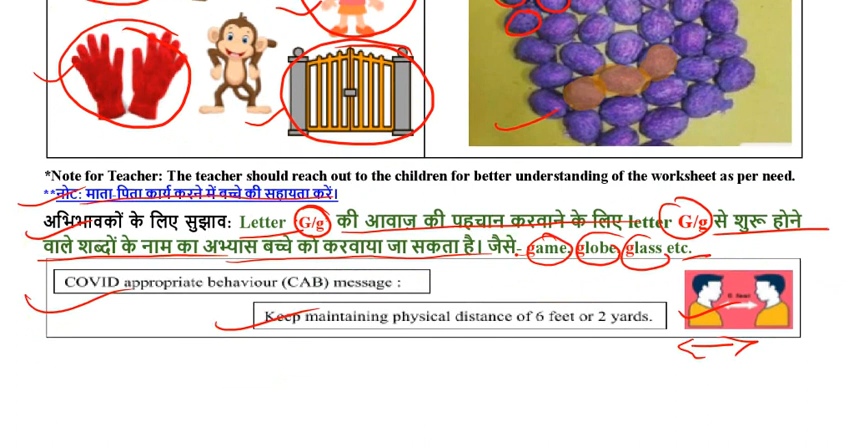 *Note for Teacher: The teacher should reach out to the children for better understanding of the worksheet as per need.
**नोट: माता-पिता कार्य करने में बच्चे की सहायता करें।
अभिभावकों के लिए सुझाव: Letter G/g की आवाज़ की पहचान करवाने के लिए letter G/g से शुरू होने
वाले शब्दों के नाम का अभ्यास बच्चे को करवाया जा सकता है। जैसे- game, globe, glass etc.
COVID appropriate behaviour (CAB) message :
Keep maintaining physical distance of 6 feet or 2 yards.